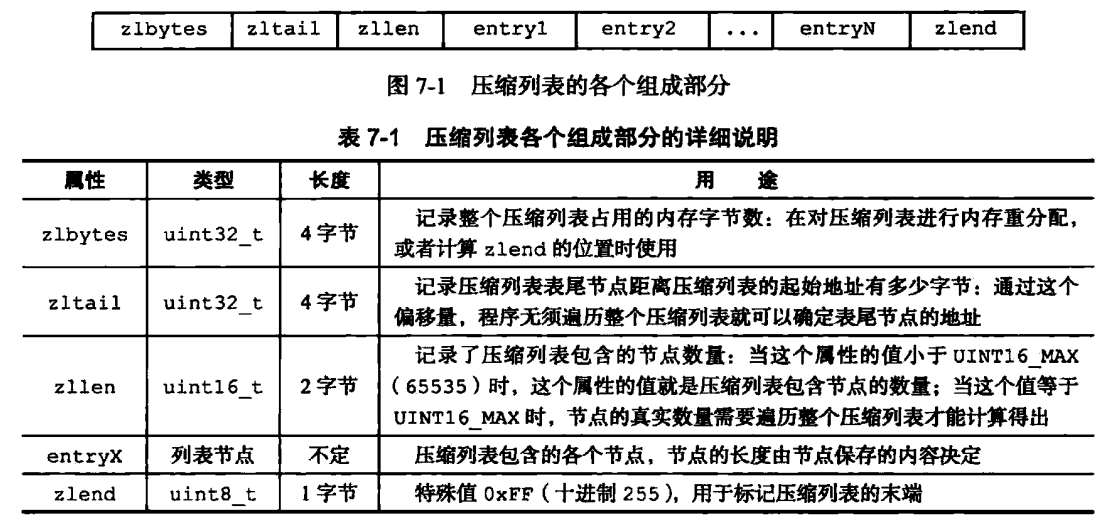 zlbytes zltail zllen entry1 entry2 ... entryN zlend
图 7-1 压缩列表的各个组成部分
表 7-1 压缩列表各个组成部分的详细说明
属性 类型 长度 用 途
zlbytes uint32_t 4 字节 记录整个压缩列表占用的内存字节数：在对压缩列表进行内存重分配，
或者计算 zlend 的位置时使用
zltail uint32_t 4 字节 记录压缩列表表尾节点距离压缩列表的起始地址有多少字节：通过这个
偏移量，程序无须遍历整个压缩列表就可以确定表尾节点的地址
zllen uint16_t 2 字节 记录了压缩列表包含的节点数量：当这个属性的值小于 UINT16_MAX
（65535）时，这个属性的值就是压缩列表包含节点的数量；当这个值等于
UINT16_MAX 时，节点的真实数量需要遍历整个压缩列表才能计算得出
entryX 列表节点 不定 压缩列表包含的各个节点，节点的长度由节点保存的内容决定
zlend uint8_t 1 字节 特殊值 0xFF（十进制 255），用于标记压缩列表的末端